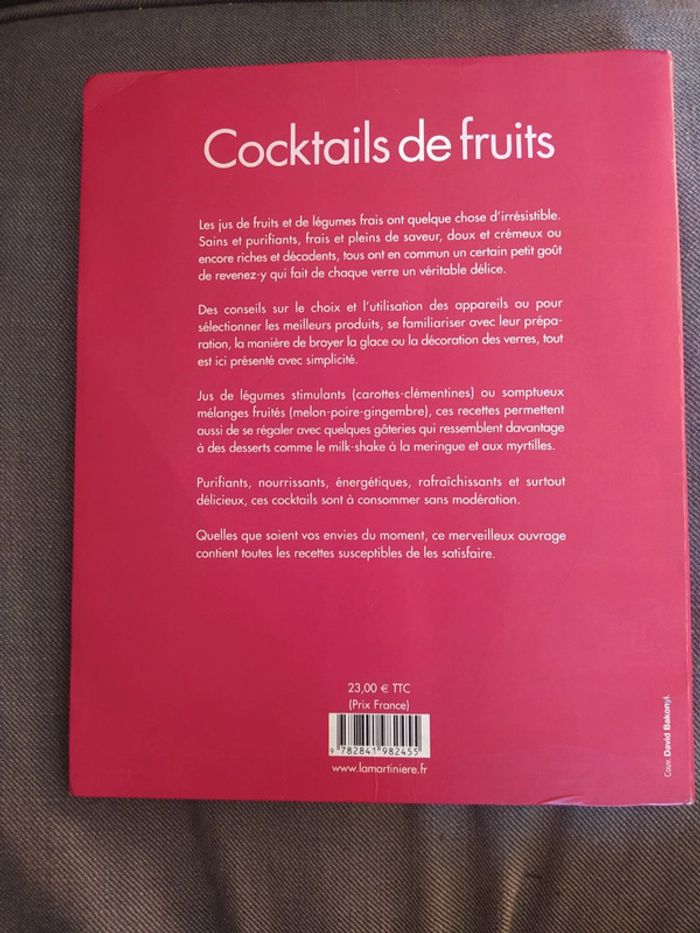 Cocktails de fruits
Les jus de fruits et de légumes frais ont quelque chose d'irrésistible.
Sains et purifiants, frais et pleins de saveur, doux et crémeux ou
encore riches et décadents, tous ont en commun un certain petit goût
de revenez-y qui fait de chaque verre un véritable délice.
Des conseils sur le choix et l'utilisation des appareils ou pour
sélectionner les meilleurs produits, se familiariser avec leur prépa-
ration, la manière de broyer la glace ou la décoration des verres, tout
est ici présenté avec simplicité.
Jus de légumes stimulants (carottes-clémentines) ou somptueux
mélanges fruités (melon-poire-gingembre), ces recettes permettent
aussi de se régaler avec quelques gâteries qui ressemblent davantage
à des desserts comme le milk-shake à la meringue et aux myrtilles.
Purifiants, nourrissants, énergétiques, rafraîchissants et surtout
délicieux, ces cocktails sont à consommer sans modération.
Quelles que soient vos envies du moment, ce merveilleux ouvrage
contient toutes les recettes susceptibles de les satisfaire.
23,00 € TTC
(Prix France)
9 782841 982455
www.lamartiniere.fr
Couv. David Bakonyi.